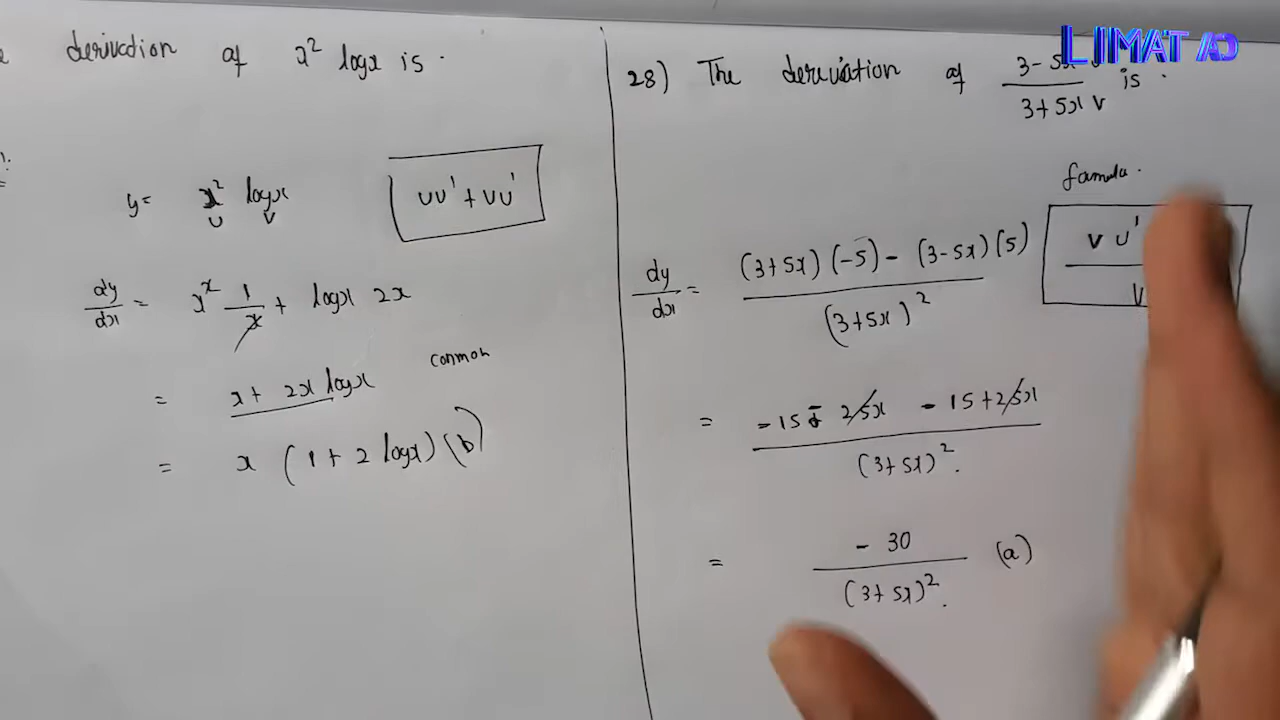 derivation of x² logx is.
y= x² logx
U V
UV' + VU'
dy/dx = x² 1/x + logx 2x
common
= x + 2x logx
= x (1 + 2 logx) (b)
LIMAT AD
28) The dereviation of 3-5x / 3+5x V is.
famula.
V U'
V
dy/dx = (3+5x)(-5) - (3-5x)(5) / (3+5x)²
= -15 - 25x - 15+25x / (3+5x)².
= - 30 / (3+5x)². (a)